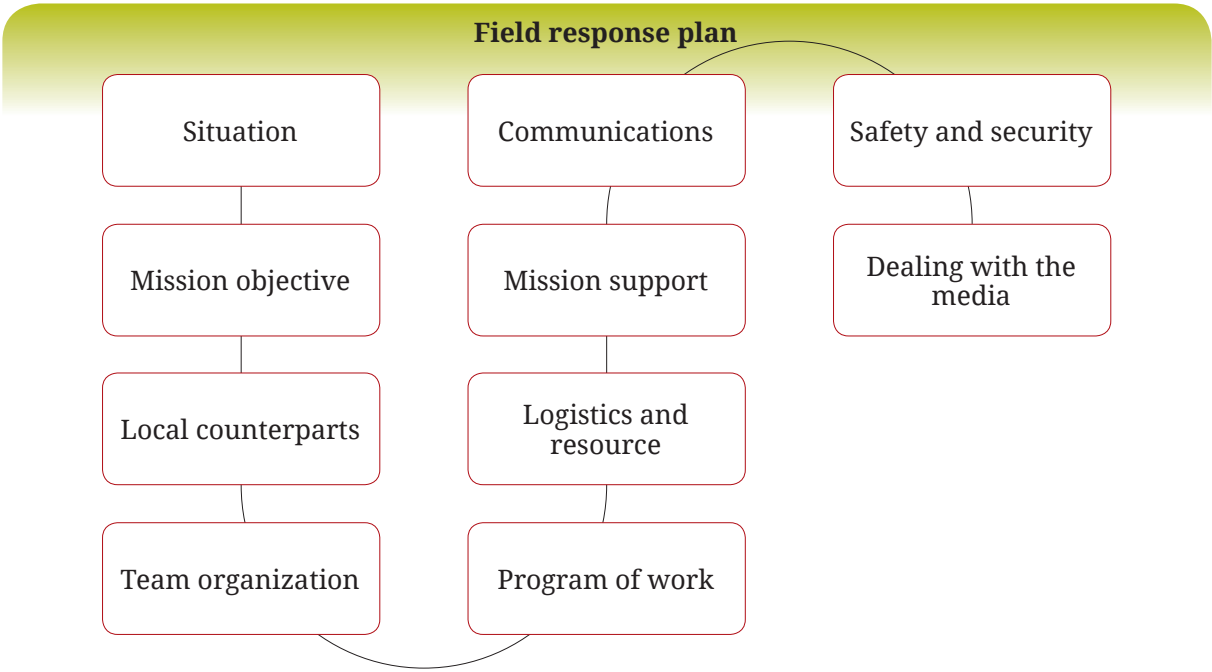 Field response plan
Situation
Mission objective
Local counterparts
Team organization
Communications
Mission support
Logistics and
resource
Program of work
Safety and security
Dealing with the
media